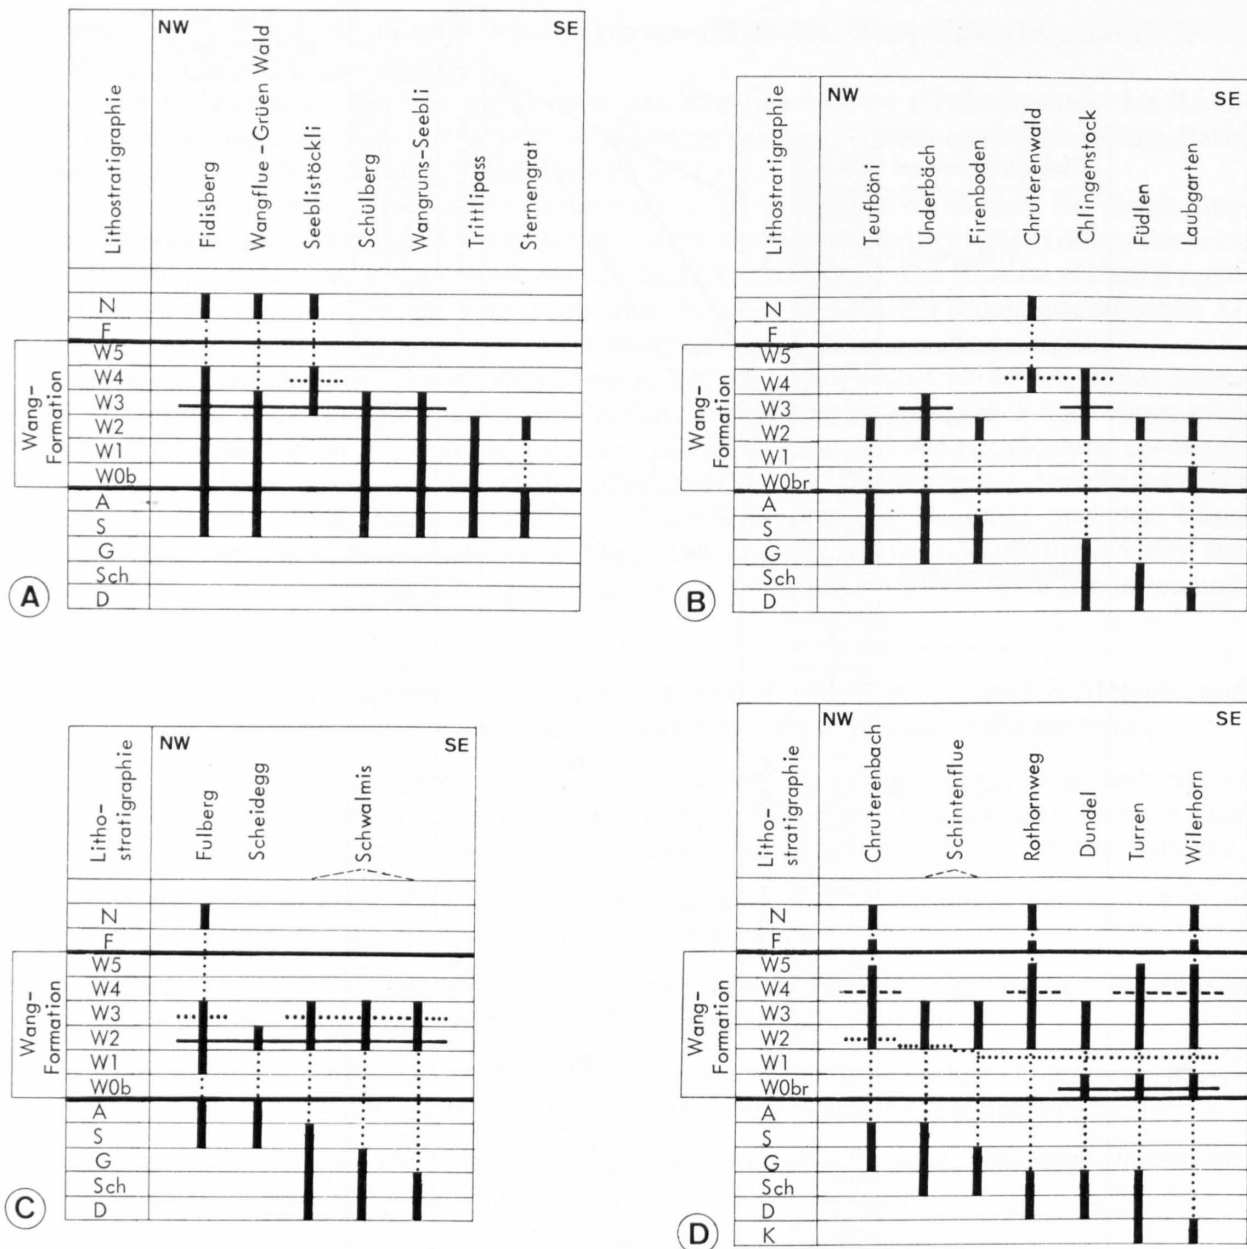 NW SE
Lithostratigraphie
Fidisberg
Wangflue-Grüen Wald
Seeblistöckli
Schülberg
Wangruns-Seebli
Trittlipass
Sternengrat
N
F
W5
W4
W3
W2
W1
W0b
A
S
G
Sch
D
Wang-
Formation
A
NW SE
Lithostratigraphie
Teufböni
Underbäch
Firenboden
Chruterenwald
Chlingenstock
Füdlen
Laubgarten
N
F
W5
W4
W3
W2
W1
W0br
A
S
G
Sch
D
Wang-
Formation
B
NW SE
Litho-
stratigraphie
Fulberg
Scheidegg
Schwalmis
N
F
W5
W4
W3
W2
W1
W0b
A
S
G
Sch
D
Wang-
Formation
C
NW SE
Litho-
stratigraphie
Chruterenbach
Schintenflue
Rothornweg
Dundel
Turren
Wilerhorn
N
F
W5
W4
W3
W2
W1
W0br
A
S
G
Sch
D
K
Wang-
Formation
D